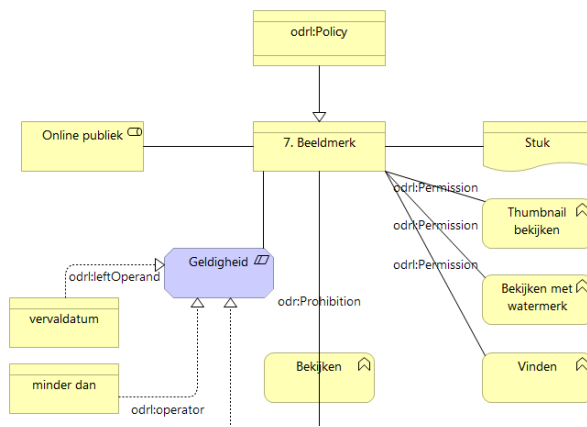 odrl:Policy
Online publiek
7. Beeldmerk
Stuk
odrl:Permission
Thumbnail
bekijken
odrl:Permission
Geldigheid
odrl:Permission
odrl:leftOperand
Bekijken met
watermerk
vervaldatum
odr:Prohibition
Bekijken
Vinden
minder dan
odrl:operator